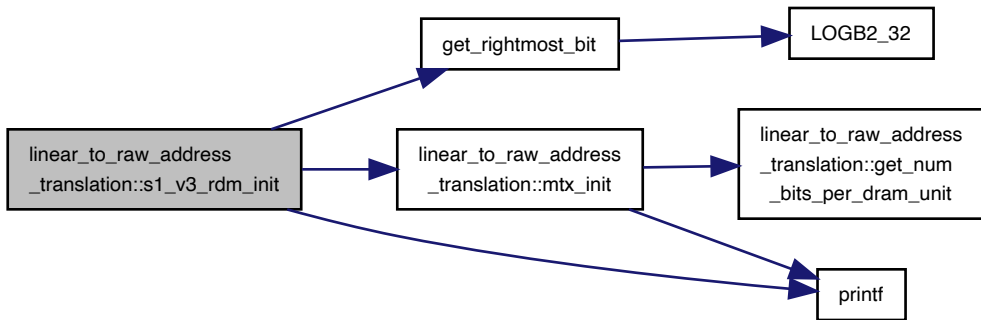 linear_to_raw_address
_translation::s1_v3_rdm_init
get_rightmost_bit
LOGB2_32
linear_to_raw_address
_translation::mtx_init
linear_to_raw_address
_translation::get_num
_bits_per_dram_unit
printf